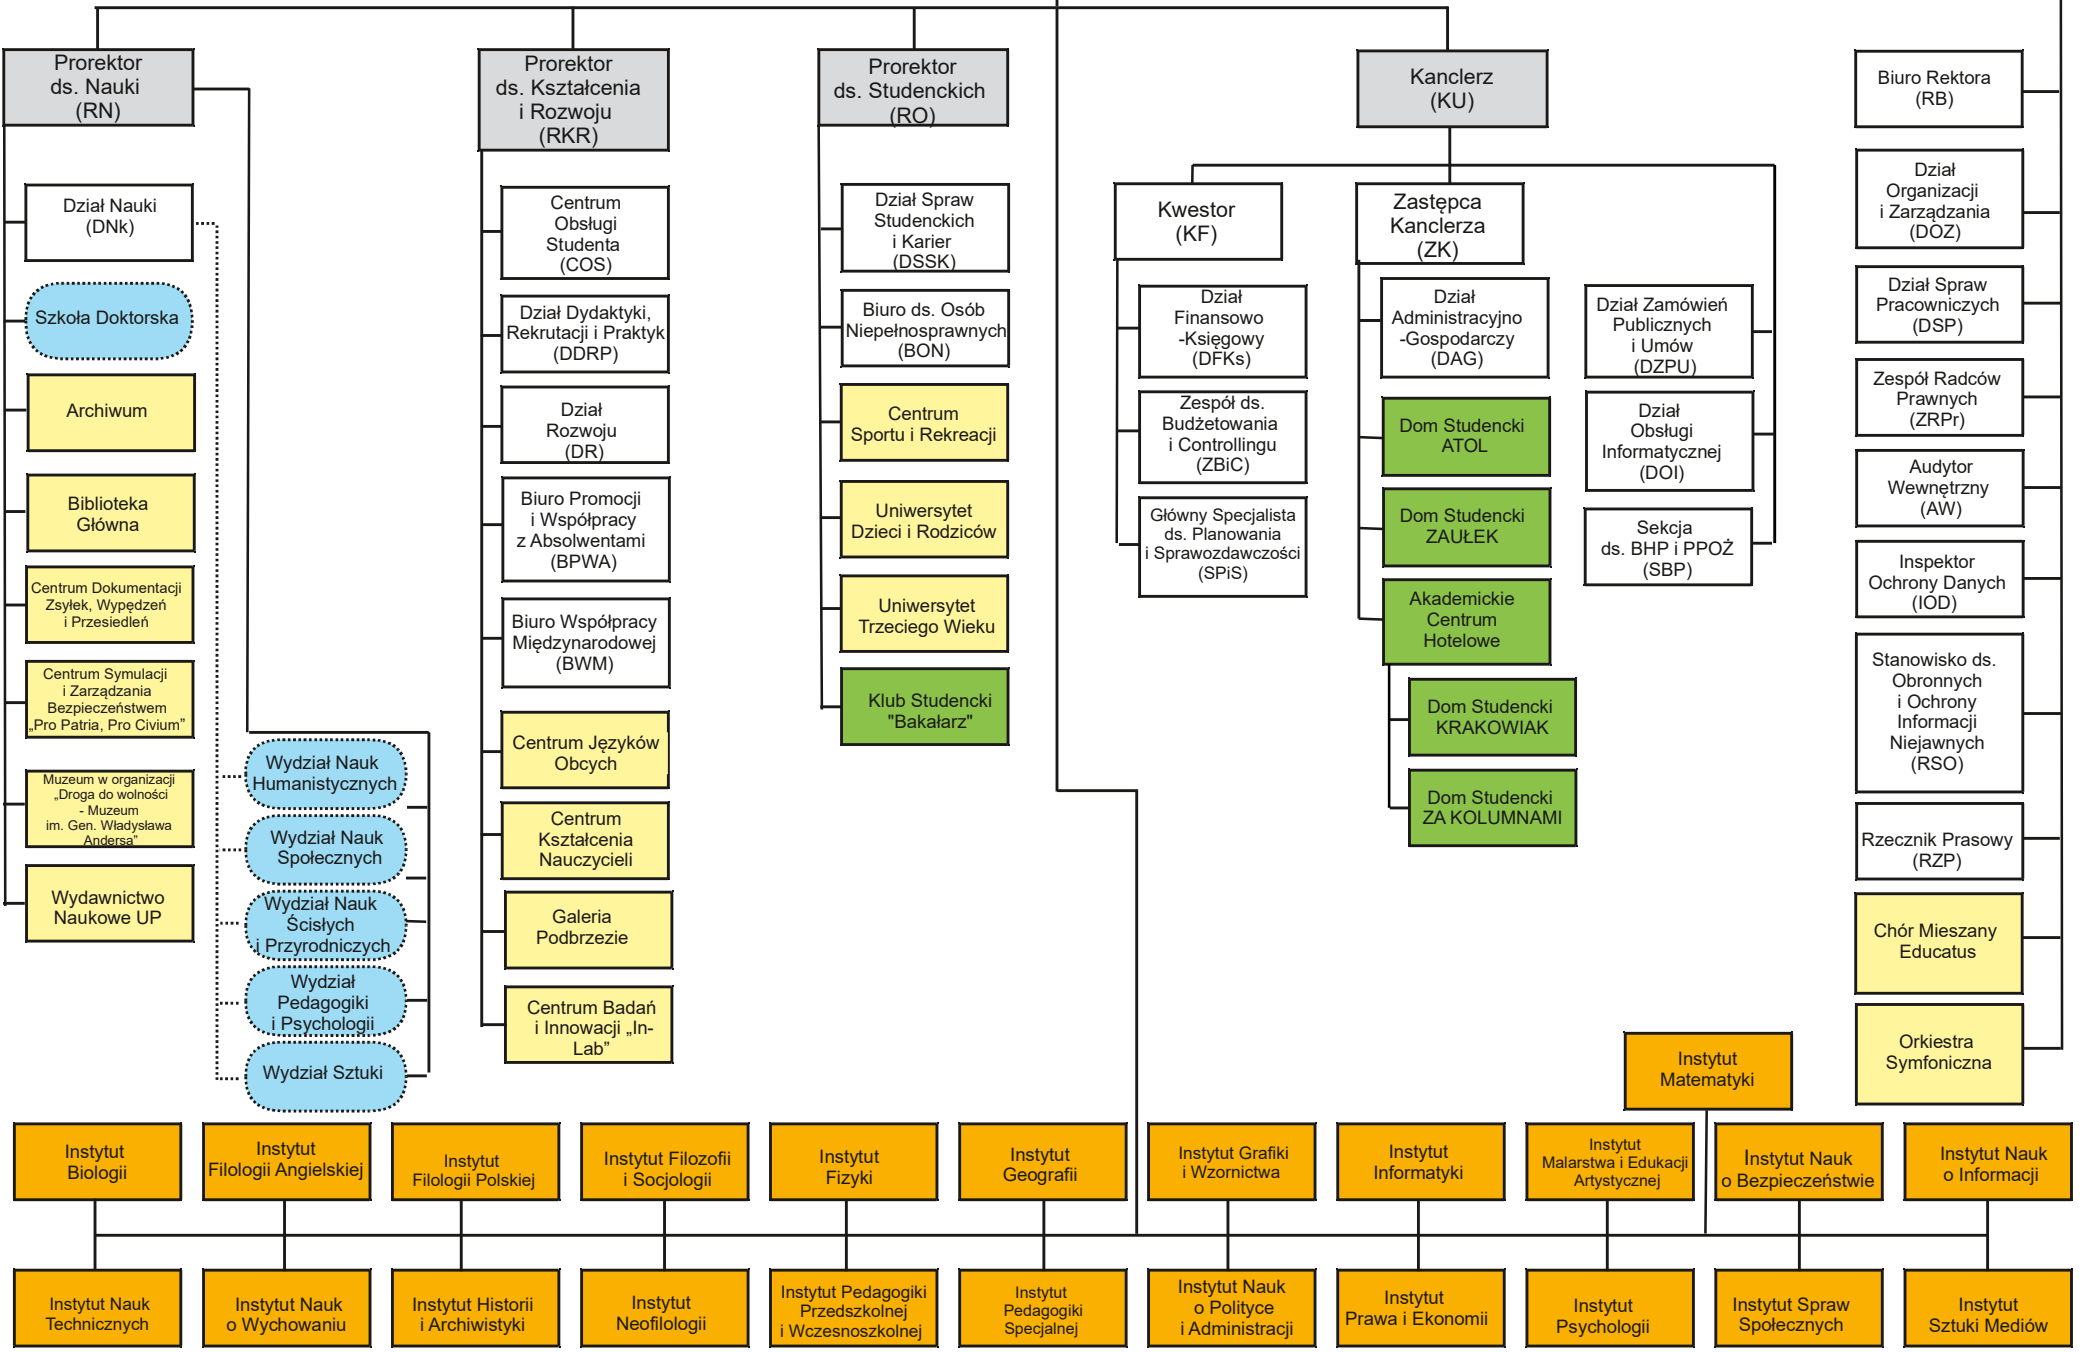 Prorektor
ds. Nauki
(RN)
Dział Nauki
(DNk)
Szkoła Doktorska
Archiwum
Biblioteka
Główna
Centrum Dokumentacji
Zsyłek, Wypędzeń
i Przesiedleń
Centrum Symulacji
i Zarządzania
Bezpieczeństwem
„Pro Patria, Pro Civium”
Muzeum w organizacji
„Droga do wolności
- Muzeum
im. Gen. Władysława
Andersa”
Wydawnictwo
Naukowe UP
Wydział Nauk
Humanistycznych
Wydział Nauk
Społecznych
Wydział Nauk
Ścisłych
i Przyrodniczych
Wydział
Pedagogiki
i Psychologii
Wydział Sztuki
Prorektor
ds. Kształcenia
i Rozwoju
(RKR)
Centrum
Obsługi
Studenta
(COS)
Dział Dydaktyki,
Rekrutacji i Praktyk
(DDRP)
Dział
Rozwoju
(DR)
Biuro Promocji
i Współpracy
z Absolwentami
(BPWA)
Biuro Współpracy
Międzynarodowej
(BWM)
Centrum Języków
Obcych
Centrum
Kształcenia
Nauczycieli
Galeria
Podbrzezie
Centrum Badań
i Innowacji „In-
Lab”
Prorektor
ds. Studenckich
(RO)
Dział Spraw
Studenckich
i Karier
(DSSK)
Biuro ds. Osób
Niepełnosprawnych
(BON)
Centrum
Sportu i Rekreacji
Uniwersytet
Dzieci i Rodziców
Uniwersytet
Trzeciego Wieku
Klub Studencki
"Bakałarz"
Kanclerz
(KU)
Kwestor
(KF)
Dział
Finansowo
-Księgowy
(DFKs)
Zespół ds.
Budżetowania
i Controllingu
(ZBiC)
Główny Specjalista
ds. Planowania
i Sprawozdawczości
(SPiS)
Zastępca
Kanclerza
(ZK)
Dział
Administracyjno
-Gospodarczy
(DAG)
Dom Studencki
ATOL
Dom Studencki
ZAUŁEK
Akademickie
Centrum
Hotelowe
Dom Studencki
KRAKOWIAK
Dom Studencki
ZA KOLUMNAMI
Dział Zamówień
Publicznych
i Umów
(DZPU)
Dział
Obsługi
Informatycznej
(DOI)
Sekcja
ds. BHP i PPOŻ
(SBP)
Biuro Rektora
(RB)
Dział
Organizacji
i Zarządzania
(DOZ)
Dział Spraw
Pracowniczych
(DSP)
Zespół Radców
Prawnych
(ZRPr)
Audytor
Wewnętrzny
(AW)
Inspektor
Ochrony Danych
(IOD)
Stanowisko ds.
Obronnych
i Ochrony
Informacji
Niejawnych
(RSO)
Rzecznik Prasowy
(RZP)
Chór Mieszany
Educatus
Orkiestra
Symfoniczna
Instytut
Matematyki
Instytut
Biologii
Instytut
Filologii Angielskiej
Instytut
Filologii Polskiej
Instytut Filozofii
i Socjologii
Instytut
Fizyki
Instytut
Geografii
Instytut Grafiki
i Wzornictwa
Instytut
Informatyki
Instytut
Malarstwa i Edukacji
Artystycznej
Instytut Nauk
o Bezpieczeństwie
Instytut Nauk
o Informacji
Instytut Nauk
Technicznych
Instytut Nauk
o Wychowaniu
Instytut Historii
i Archiwistyki
Instytut
Neofilologii
Instytut Pedagogiki
Przedszkolnej
i Wczesnoszkolnej
Instytut
Pedagogiki
Specjalnej
Instytut Nauk
o Polityce
i Administracji
Instytut
Prawa i Ekonomii
Instytut
Psychologii
Instytut Spraw
Społecznych
Instytut
Sztuki Mediów